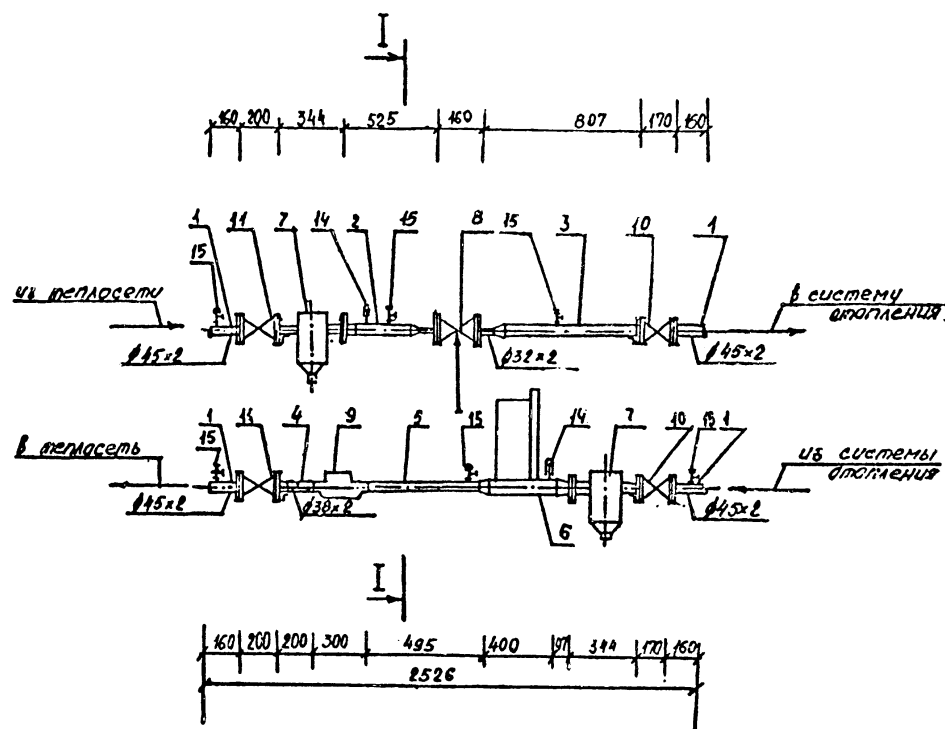 I
160 200 344 525 160 807 170 160
1 11 7 14 2 15 8 15 3 10 1
15
из теплосети
в систему
отопления
ф45×2 ф32×2 ф45×2
1 11 4 9 5 15 14 7 10 15 1
15
в теплосеть
из системы
отопления
ф45×2 ф38×2 ф45×2
6
I
160 200 200 300 495 400 97 344 170 160
2526